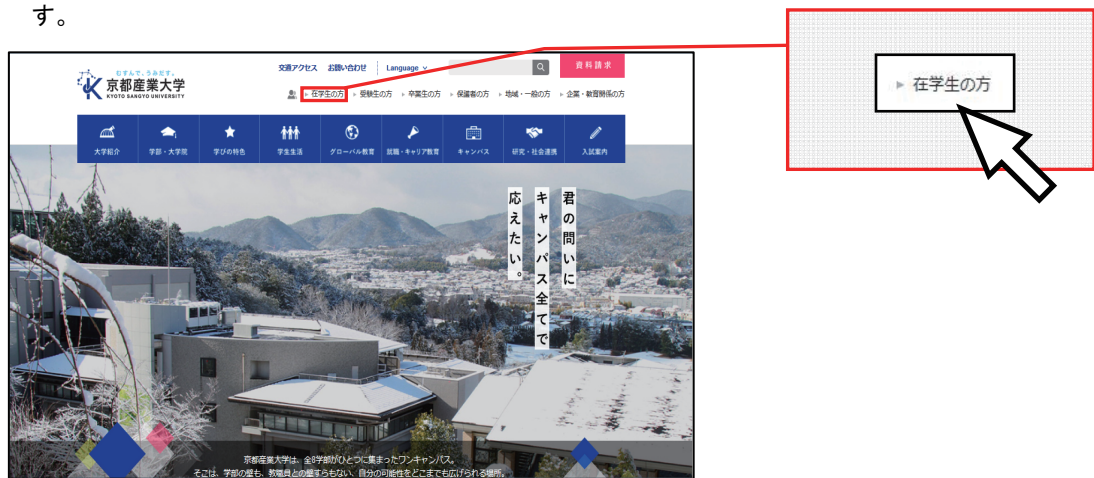 す。
むすんで、うみだす。
京都産業大学
KYOTO SANGYO UNIVERSITY
交通アクセス お問い合わせ Language
資料請求
在学生の方 受験生の方 卒業生の方 保護者の方 地域・一般の方 企業・教育関係の方
大学紹介 学部・大学院 学びの特色 学生生活 グローバル教育 就職・キャリア教育 キャンパス 研究・社会連携 入試案内
君の問いに
キャンパス全てで
応えたい。
京都産業大学は、全8学部がひとつに集まったワンキャンパス。
そこは、学部の壁も、教職員との壁すらもない、自分の可能性をどこまでも広げられる場所。
在学生の方